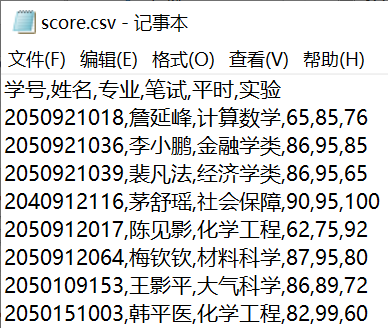 score.csv - 记事本
文件(F) 编辑(E) 格式(O) 查看(V) 帮助(H)
学号,姓名,专业,笔试,平时,实验
2050921018,詹延峰,计算数学,65,85,76
2050921036,李小鹏,金融学类,86,95,85
2050921039,裴凡法,经济学类,86,95,65
2040912116,茅舒瑶,社会保障,90,95,100
2050912017,陈见影,化学工程,62,75,92
2050912064,梅钦钦,材料科学,87,95,80
2050109153,王影平,大气科学,86,89,72
2050151003,韩平医,化学工程,82,99,60